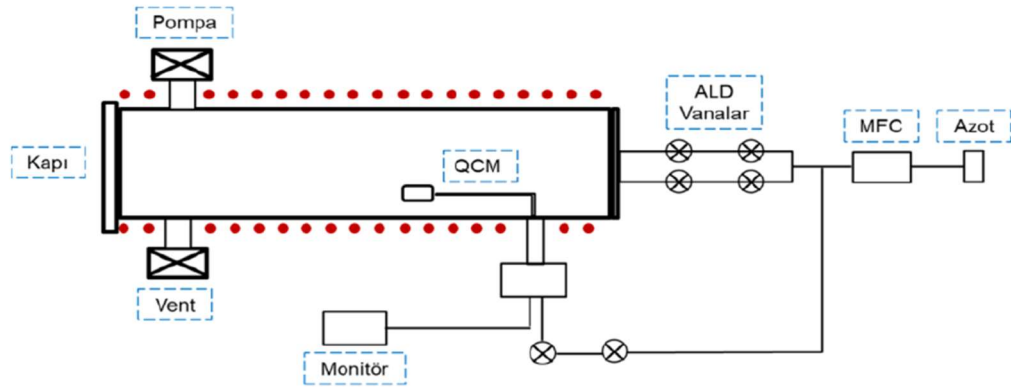 Pompa
ALD
Vanalar
MFC
Azot
Kapı
QCM
Vent
Monitör